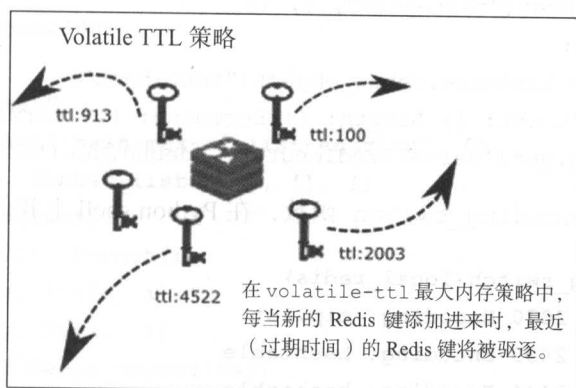 Volatile TTL 策略
ttl:913
ttl:100
ttl:2003
ttl:4522
在 volatile-ttl 最大内存策略中，
每当新的 Redis 键添加进来时，最近
（过期时间）的 Redis 键将被驱逐。